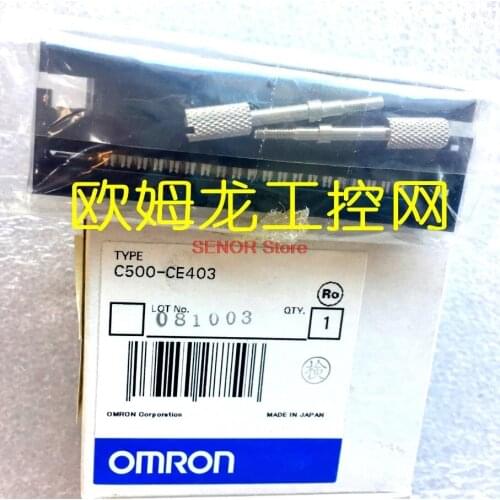 欧姆龙工控网
SENOR Store
TYPE
C500-CE403
Ro
LOT No.
081003
QTY.
1
检
OMRON Corporation
MADE IN JAPAN
OMRON